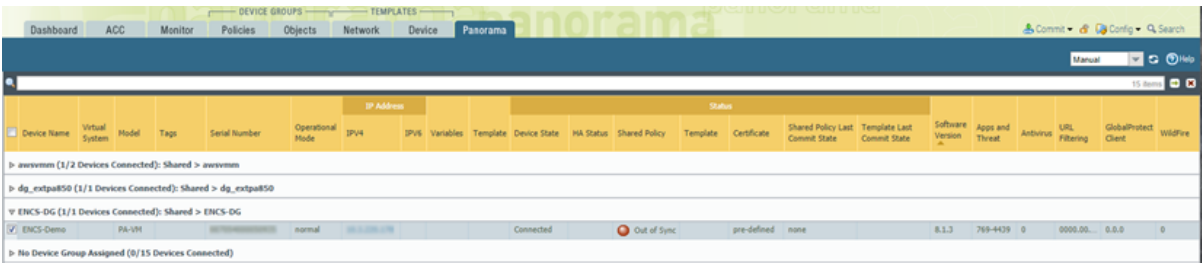 DEVICE GROUPS TEMPLATES
Dashboard ACC Monitor Policies Objects Network Device Panorama Commit Config Search
Manual Help
15 items
IP Address Status
Device Name Virtual System Model Tags Serial Number Operational Mode IPV4 IPV6 Variables Template Device State HA Status Shared Policy Template Certificate Shared Policy Last Commit State Template Last Commit State Software Version Apps and Threat Antivirus URL Filtering GlobalProtect Client WildFire
awsvmm (1/2 Devices Connected): Shared > awsvmm
dg_extpa850 (1/1 Devices Connected): Shared > dg_extpa850
ENCS-DG (1/1 Devices Connected): Shared > ENCS-DG
ENCS-Demo PA-VM normal Connected Out of Sync pre-defined none 8.1.3 769-4439 0 0000.00... 0.0.0 0
No Device Group Assigned (0/15 Devices Connected)